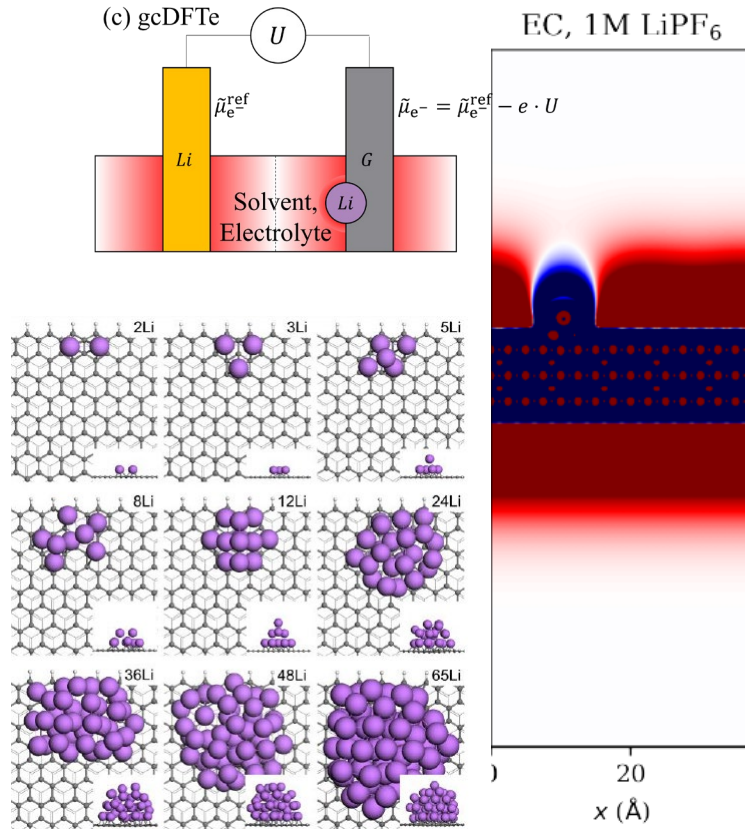 (c) gcDFTe
U
μ̃ₑ₋^ref
μ̃ₑ₋ = μ̃ₑ₋^ref − e · U
Li
G
Li
Solvent,
Electrolyte
2Li
3Li
5Li
8Li
12Li
24Li
36Li
48Li
65Li
EC, 1M LiPF₆
0
20
x (Å)